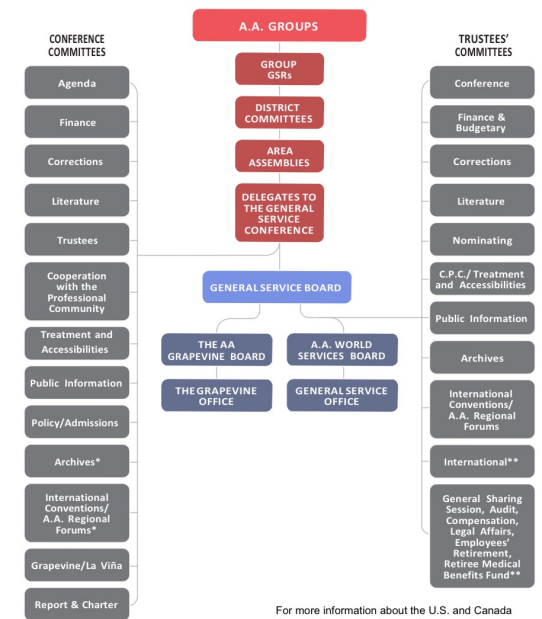 A.A. GROUPS
CONFERENCE
COMMITTEES
Agenda
Finance
Corrections
Literature
Trustees
Cooperation
with the
Professional
Community
Treatment and
Accessibilities
Public Information
Policy/Admissions
Archives*
International
Conventions/
A.A. Regional
Forums*
Grapevine/La Viña
Report & Charter
GROUP
GSRs
DISTRICT
COMMITTEES
AREA
ASSEMBLIES
DELEGATES TO
THE GENERAL
SERVICE
CONFERENCE
GENERAL SERVICE BOARD
THE AA
GRAPEVINE BOARD
THE GRAPEVINE
OFFICE
A.A. WORLD
SERVICES BOARD
GENERAL SERVICE
OFFICE
TRUSTEES'
COMMITTEES
Conference
Finance &
Budgetary
Corrections
Literature
Nominating
C.P.C./ Treatment
and Accessibilities
Public Information
Archives
International
Conventions/
A.A. Regional
Forums
International**
General Sharing
Session, Audit,
Compensation,
Legal Affairs,
Employees'
Retirement,
Retiree Medical
Benefits Fund**
For more information about the U.S. and Canada